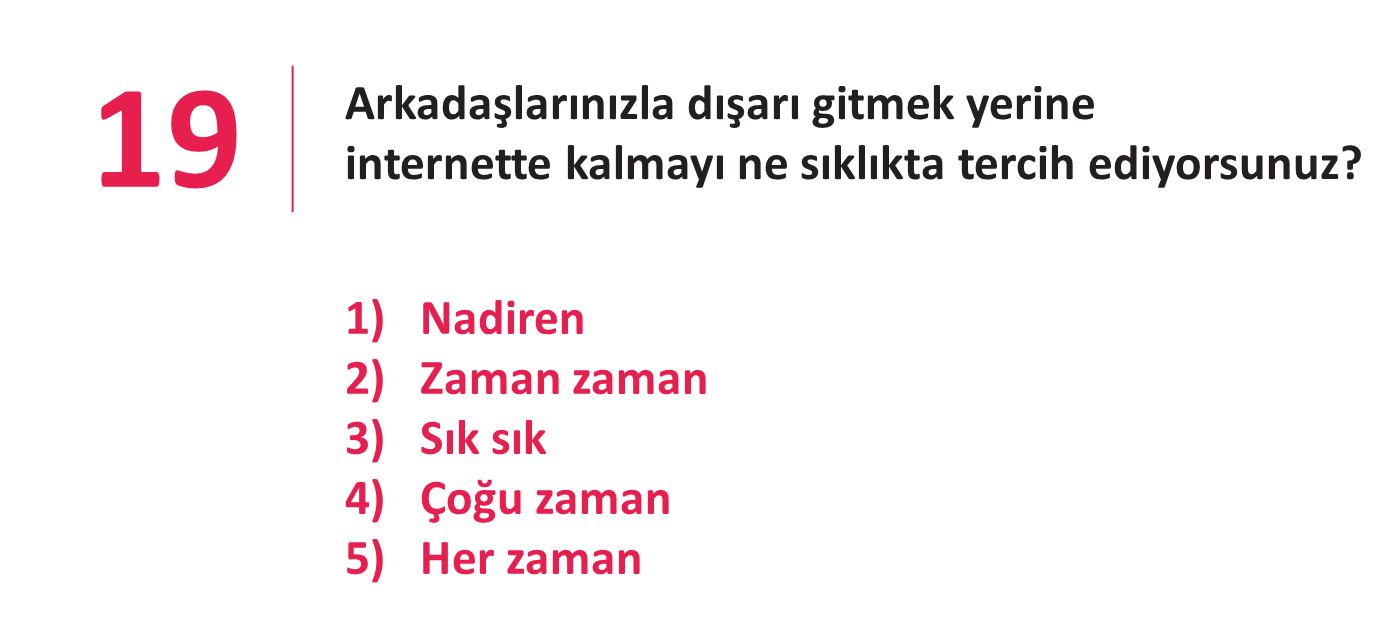 19
Arkadaşlarınızla dışarı gitmek yerine
internette kalmayı ne sıklıkta tercih ediyorsunuz?
1) Nadiren
2) Zaman zaman
3) Sık sık
4) Çoğu zaman
5) Her zaman